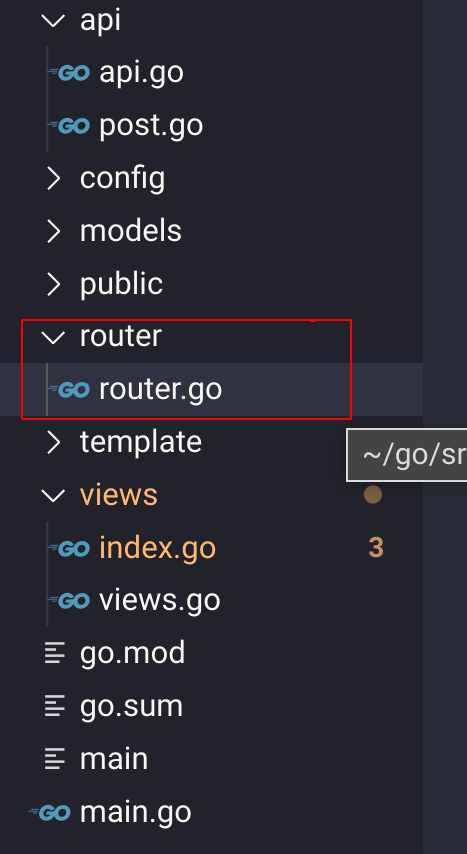 api
GO api.go
GO post.go
config
models
public
router
GO router.go
template
~/go/sr
views
GO index.go 3
GO views.go
go.mod
go.sum
main
GO main.go